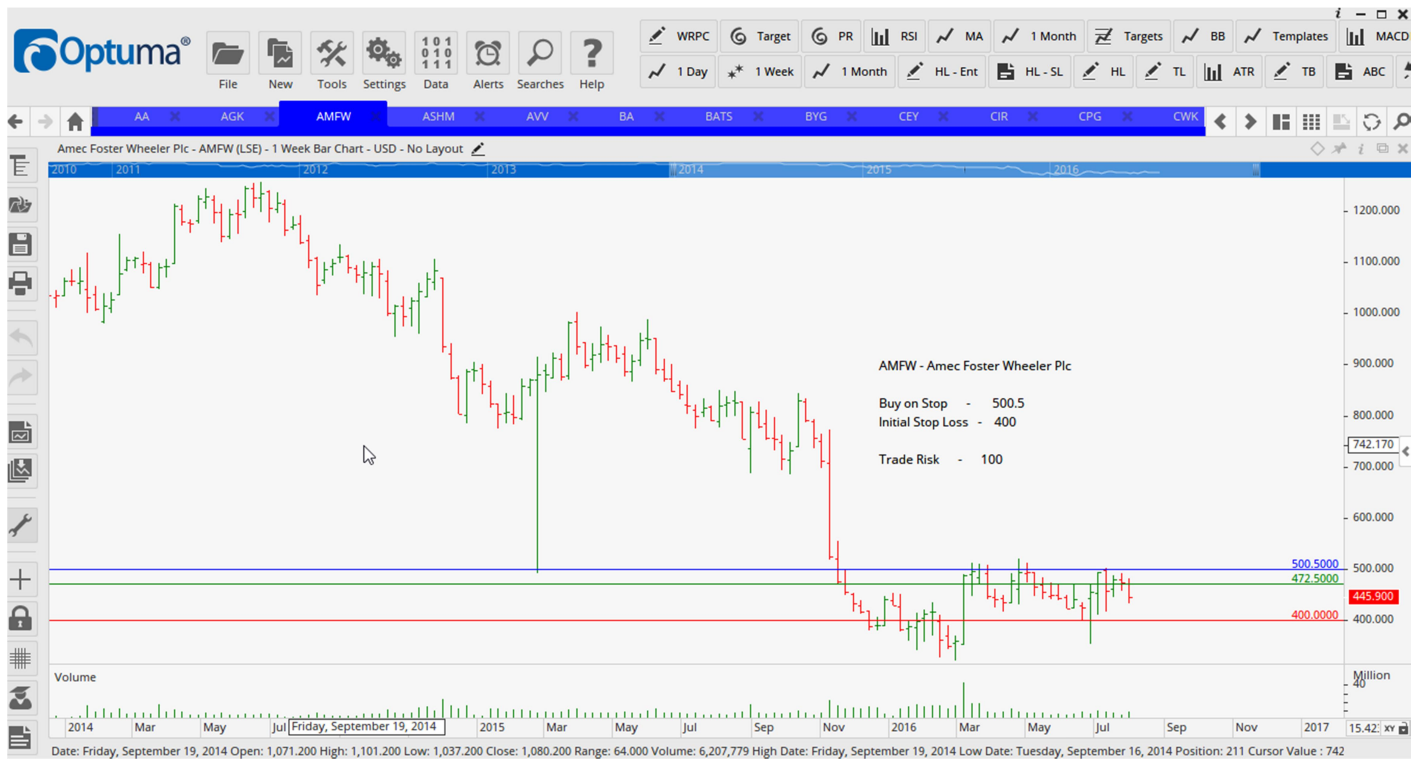 Optuma®
File New Tools Settings Data Alerts Searches Help
WRPC Target PR RSI MA 1 Month Targets BB Templates MACD
1 Day 1 Week 1 Month HL - Ent HL - SL HL TL ATR TB ABC
AA AGK AMFW ASHM AVV BA BATS BYG CEY CIR CPG CWK
Amec Foster Wheeler Plc - AMFW (LSE) - 1 Week Bar Chart - USD - No Layout
2010 2011 2012 2013 2014 2015 2016
1200.000
1100.000
1000.000
900.000
AMFW - Amec Foster Wheeler Plc
Buy on Stop - 500.5
800.000
Initial Stop Loss - 400
742.170
Trade Risk - 100
700.000
600.000
500.5000
500.000
472.5000
445.900
400.0000
400.000
Volume
Million
40
2014 Mar May Jul Friday, September 19, 2014 2015 Mar May Jul Sep Nov 2016 Mar May Jul Sep Nov 2017 15.42: XY
Date: Friday, September 19, 2014 Open: 1,071.200 High: 1,101.200 Low: 1,037.200 Close: 1,080.200 Range: 64.000 Volume: 6,207,779 High Date: Friday, September 19, 2014 Low Date: Tuesday, September 16, 2014 Position: 211 Cursor Value : 742